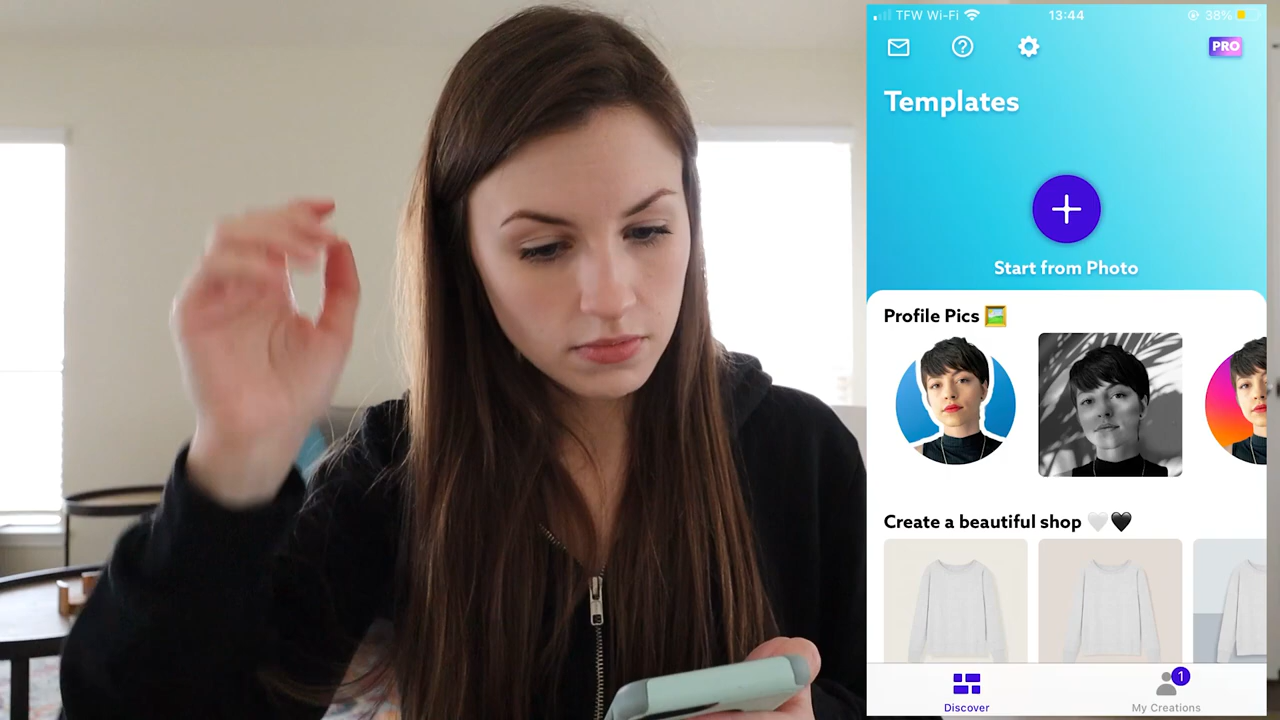 TFW Wi-Fi 13:44 38%
PRO
Templates
Start from Photo
Profile Pics
Create a beautiful shop
Discover
1
My Creations